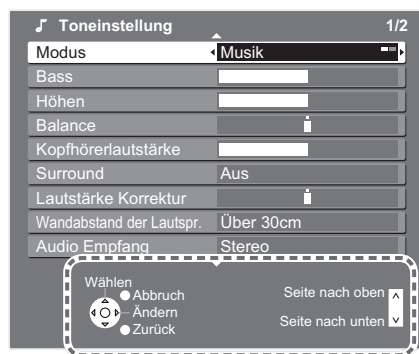 Toneinstellung 1/2
Modus Musik
Bass
Höhen
Balance
Kopfhörerlautstärke
Surround Aus
Lautstärke Korrektur
Wandabstand der Lautspr. Über 30cm
Audio Empfang Stereo
Wählen
Abbruch
Ändern
Zurück
Seite nach oben
Seite nach unten